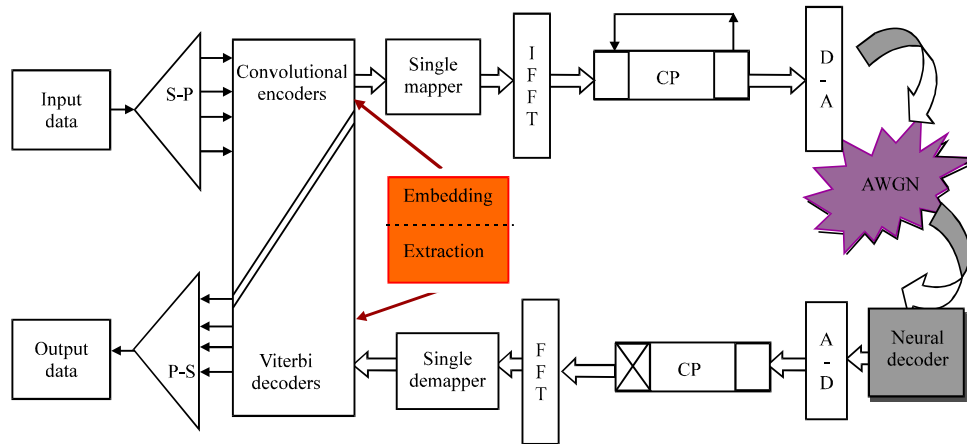 Input
data
S-P
Convolutional
encoders
Single
mapper
I
F
F
T
CP
D
-
A
AWGN
Embedding
Extraction
Output
data
P-S
Viterbi
decoders
Single
demapper
F
F
T
CP
A
-
D
Neural
decoder